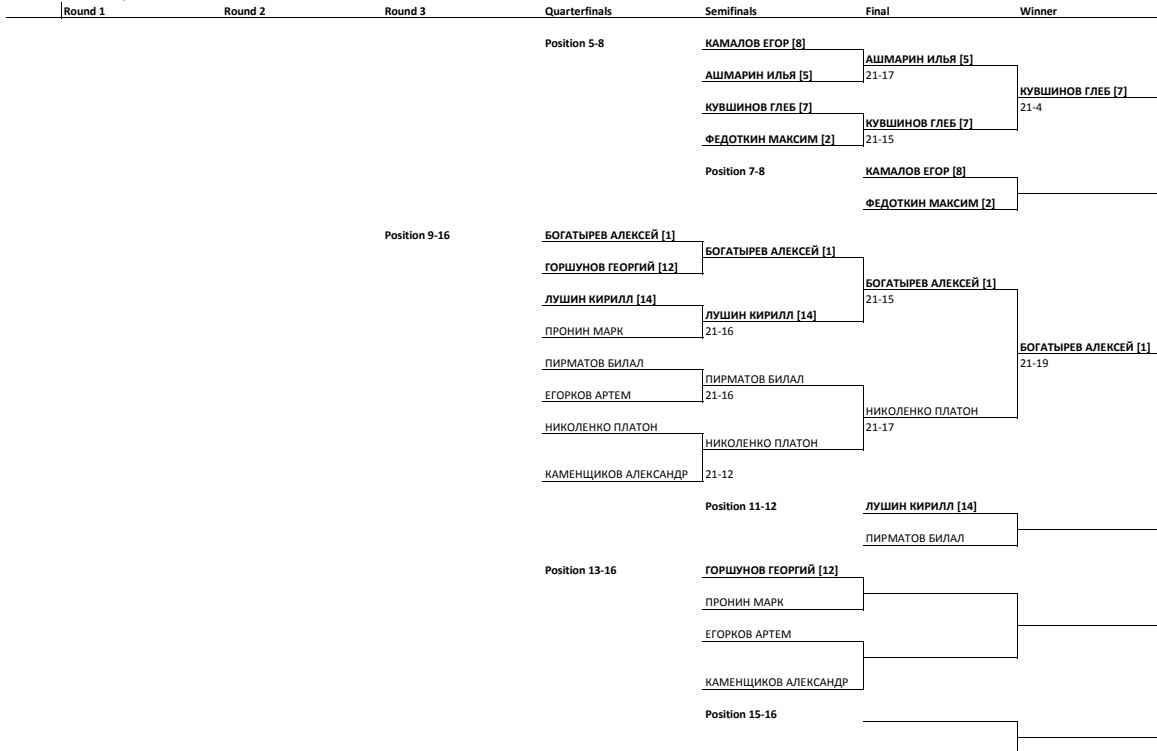 Round 1 Round 2 Round 3 Quarterfinals Semifinals Final Winner
Position 5-8 КАМАЛОВ ЕГОР [8]
АШМАРИН ИЛЬЯ [5]
АШМАРИН ИЛЬЯ [5] 21-17
КУВШИНОВ ГЛЕБ [7]
КУВШИНОВ ГЛЕБ [7] 21-4
КУВШИНОВ ГЛЕБ [7]
ФЕДОТКИН МАКСИМ [2] 21-15
Position 7-8 КАМАЛОВ ЕГОР [8]
ФЕДОТКИН МАКСИМ [2]
Position 9-16 БОГАТЫРЕВ АЛЕКСЕЙ [1]
БОГАТЫРЕВ АЛЕКСЕЙ [1]
ГОРШУНОВ ГЕОРГИЙ [12]
БОГАТЫРЕВ АЛЕКСЕЙ [1]
ЛУШИН КИРИЛЛ [14] 21-15
ЛУШИН КИРИЛЛ [14]
ПРОНИН МАРК 21-16
БОГАТЫРЕВ АЛЕКСЕЙ [1]
ПИРМАТОВ БИЛАЛ 21-19
ПИРМАТОВ БИЛАЛ
ЕГОРКОВ АРТЕМ 21-16
НИКОЛЕНКО ПЛАТОН
НИКОЛЕНКО ПЛАТОН 21-17
НИКОЛЕНКО ПЛАТОН
КАМЕНЩИКОВ АЛЕКСАНДР 21-12
Position 11-12 ЛУШИН КИРИЛЛ [14]
ПИРМАТОВ БИЛАЛ
Position 13-16 ГОРШУНОВ ГЕОРГИЙ [12]
ПРОНИН МАРК
ЕГОРКОВ АРТЕМ
КАМЕНЩИКОВ АЛЕКСАНДР
Position 15-16